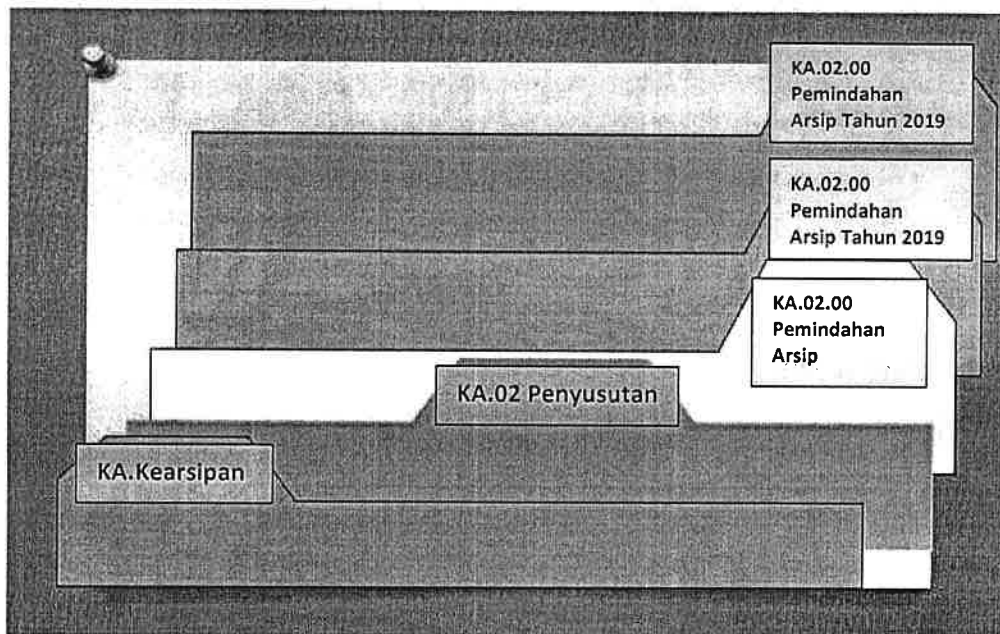 KA.02.00
Pemindahan
Arsip Tahun 2019
KA.02.00
Pemindahan
Arsip Tahun 2019
KA.02.00
Pemindahan
Arsip
KA.02 Penyusutan
KA.Kearsipan